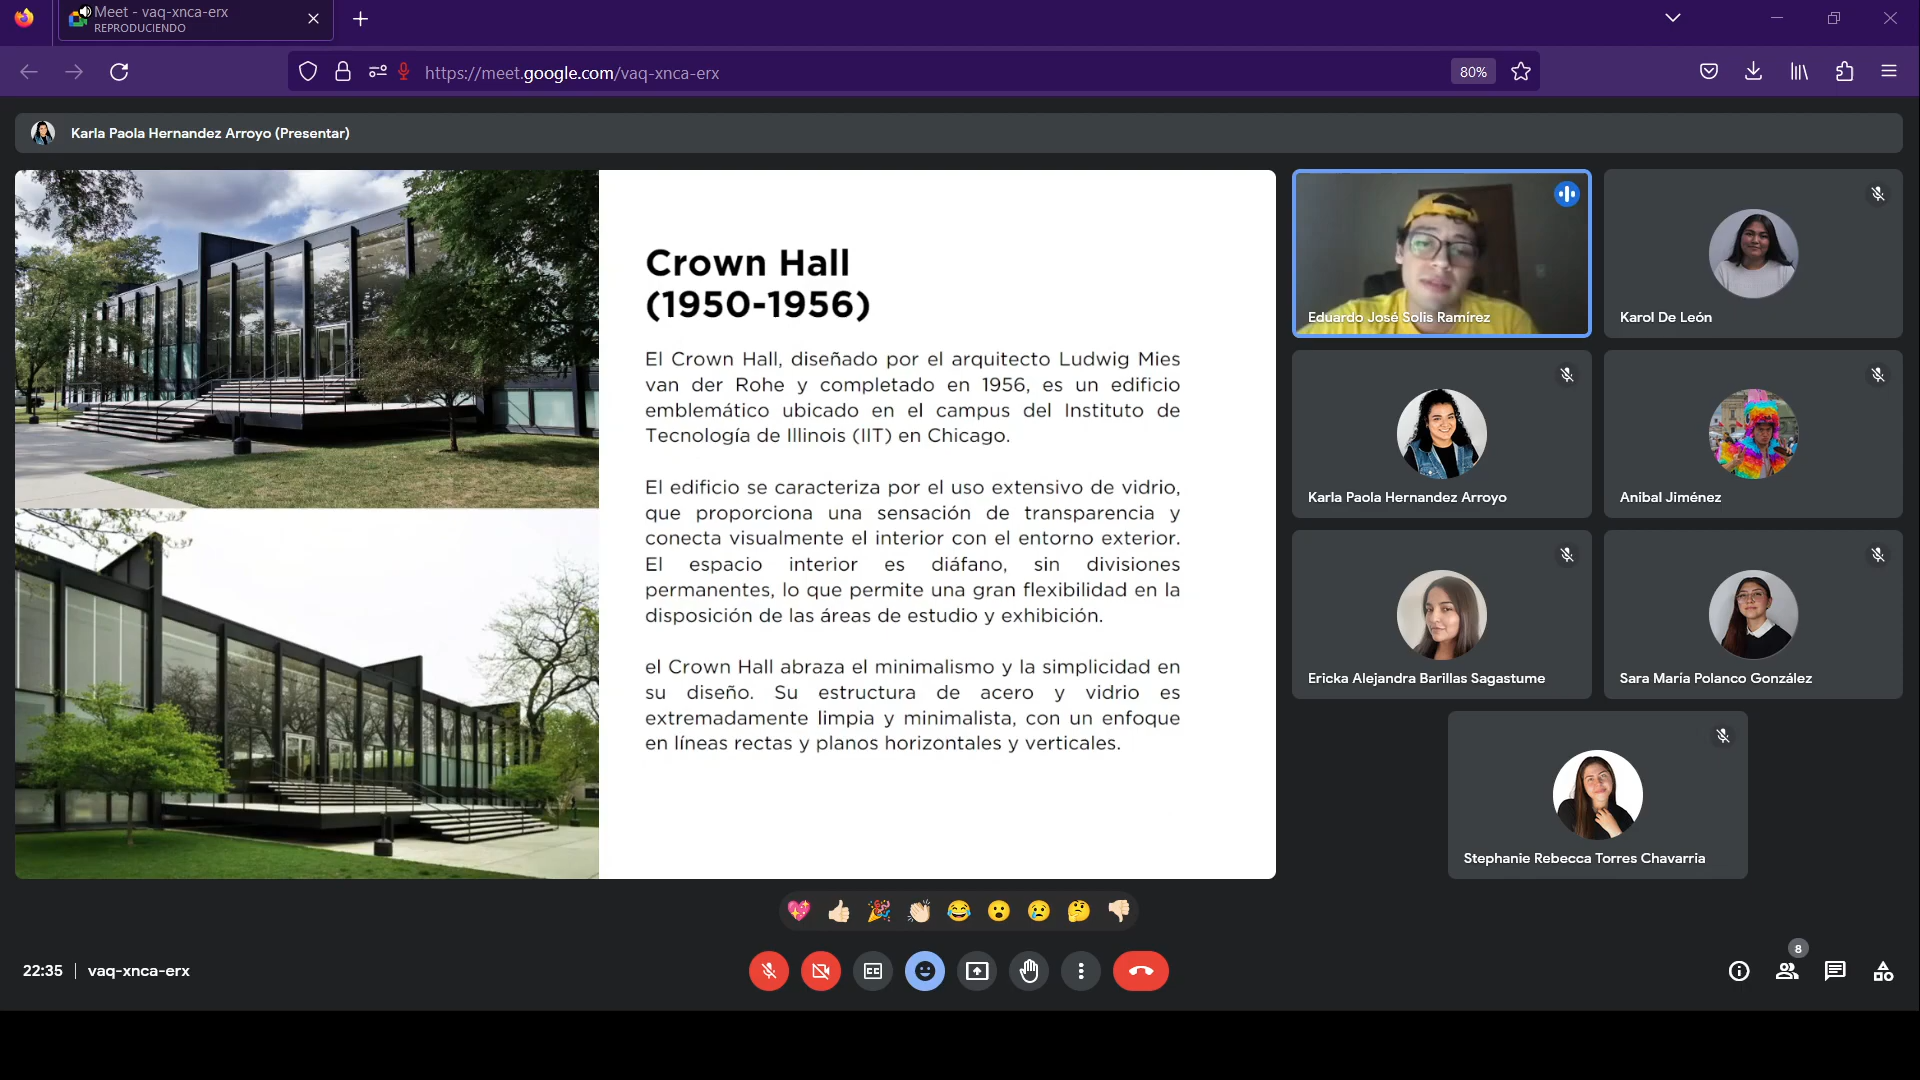 Meet - vaq-xnca-erx
REPRODUCIENDO
https://meet.google.com/vaq-xnca-erx
80%
Karla Paola Hernandez Arroyo (Presentar)
Crown Hall
(1950-1956)
El Crown Hall, diseñado por el arquitecto Ludwig Mies
van der Rohe y completado en 1956, es un edificio
emblemático ubicado en el campus del Instituto de
Tecnología de Illinois (IIT) en Chicago.
El edificio se caracteriza por el uso extensivo de vidrio,
que proporciona una sensación de transparencia y
conecta visualmente el interior con el entorno exterior.
El espacio interior es diáfano, sin divisiones
permanentes, lo que permite una gran flexibilidad en la
disposición de las áreas de estudio y exhibición.
el Crown Hall abraza el minimalismo y la simplicidad en
su diseño. Su estructura de acero y vidrio es
extremadamente limpia y minimalista, con un enfoque
en líneas rectas y planos horizontales y verticales.
Eduardo José Solis Ramirez
Karol De León
Karla Paola Hernandez Arroyo
Anibal Jiménez
Ericka Alejandra Barillas Sagastume
Sara María Polanco González
Stephanie Rebecca Torres Chavarria
22:35 | vaq-xnca-erx
8